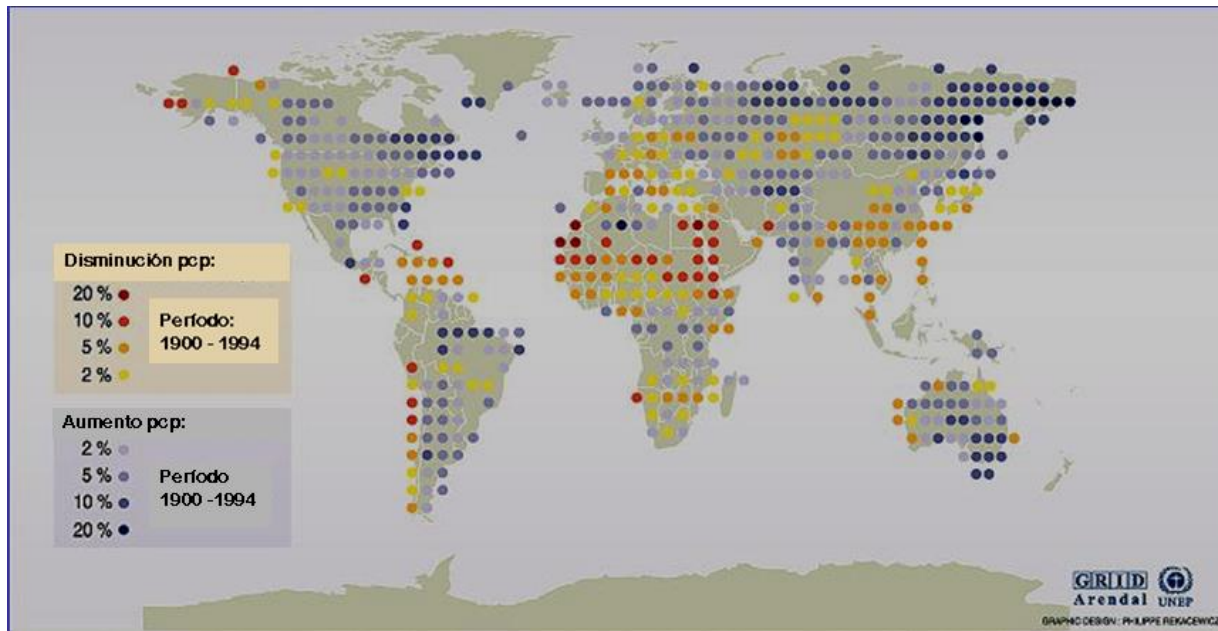 Disminución pcp:
20 %
10 %
5 %
2 %
Período:
1900 - 1994
Aumento pcp:
2 %
5 %
10 %
20 %
Período
1900 -1994
GRID
Arendal
UNEP
GRAPHIC DESIGN : PHILIPPE REKACEWICZ